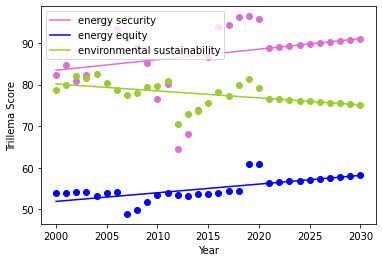 energy security
energy equity
environmental sustainability
90
80
70
60
50
Trillema Score
2000 2005 2010 2015 2020 2025 2030
Year